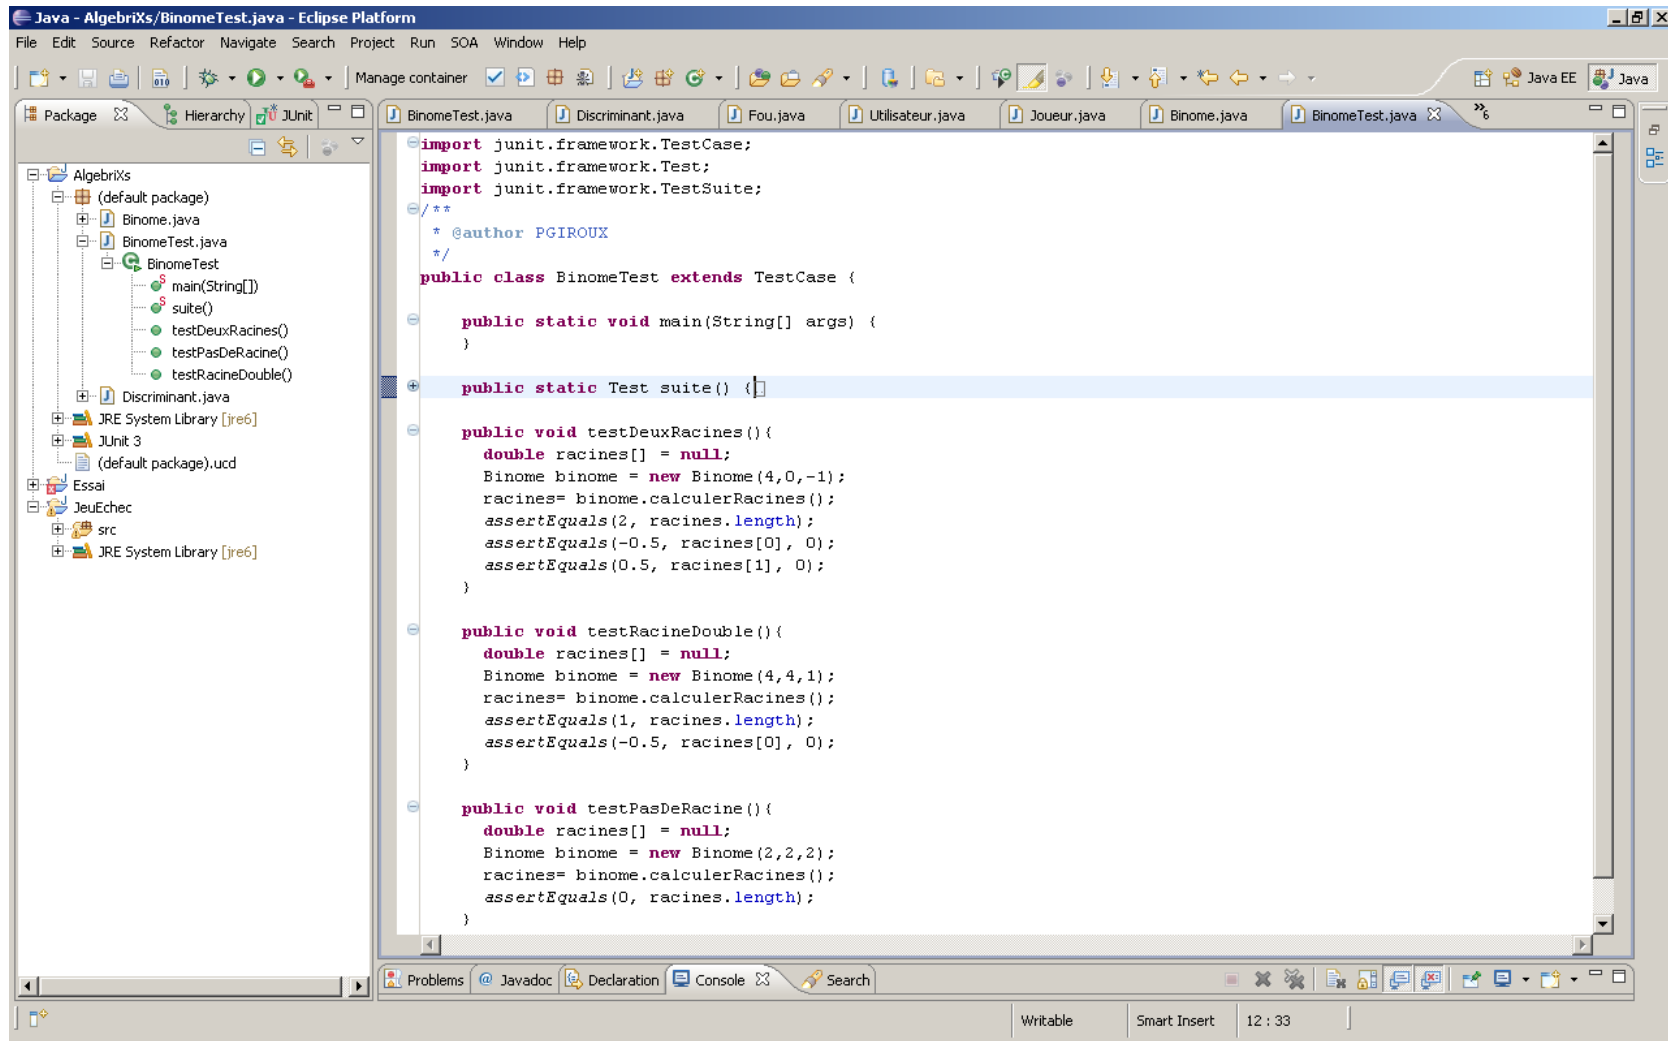 Java - AlgebriXs/BinomeTest.java - Eclipse Platform
File Edit Source Refactor Navigate Search Project Run SOA Window Help
Manage container Java EE Java
Package Hierarchy JUnit
BinomeTest.java Discriminant.java Fou.java Utilisateur.java Joueur.java Binome.java BinomeTest.java »6
AlgebriXs
(default package)
Binome.java
BinomeTest.java
BinomeTest
main(String[])
suite()
testDeuxRacines()
testPasDeRacine()
testRacineDouble()
Discriminant.java
JRE System Library [jre6]
JUnit 3
(default package).ucd
Essai
JeuEchec
src
JRE System Library [jre6]
import junit.framework.TestCase;
import junit.framework.Test;
import junit.framework.TestSuite;
/**
* @author PGIROUX
*/
public class BinomeTest extends TestCase {
public static void main(String[] args) {
}
public static Test suite() {
public void testDeuxRacines(){
double racines[] = null;
Binome binome = new Binome(4,0,-1);
racines= binome.calculerRacines();
assertEquals(2, racines.length);
assertEquals(-0.5, racines[0], 0);
assertEquals(0.5, racines[1], 0);
}
public void testRacineDouble(){
double racines[] = null;
Binome binome = new Binome(4,4,1);
racines= binome.calculerRacines();
assertEquals(1, racines.length);
assertEquals(-0.5, racines[0], 0);
}
public void testPasDeRacine(){
double racines[] = null;
Binome binome = new Binome(2,2,2);
racines= binome.calculerRacines();
assertEquals(0, racines.length);
}
Problems @ Javadoc Declaration Console Search
Writable Smart Insert 12 : 33